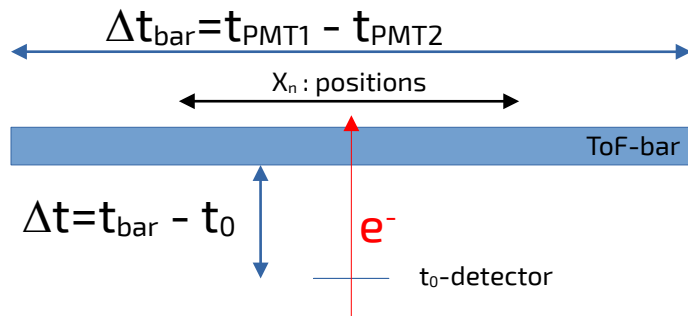 Δt_bar=t_PMT1 - t_PMT2
X_n : positions
ToF-bar
Δt=t_bar - t_0
e⁻
t_0-detector